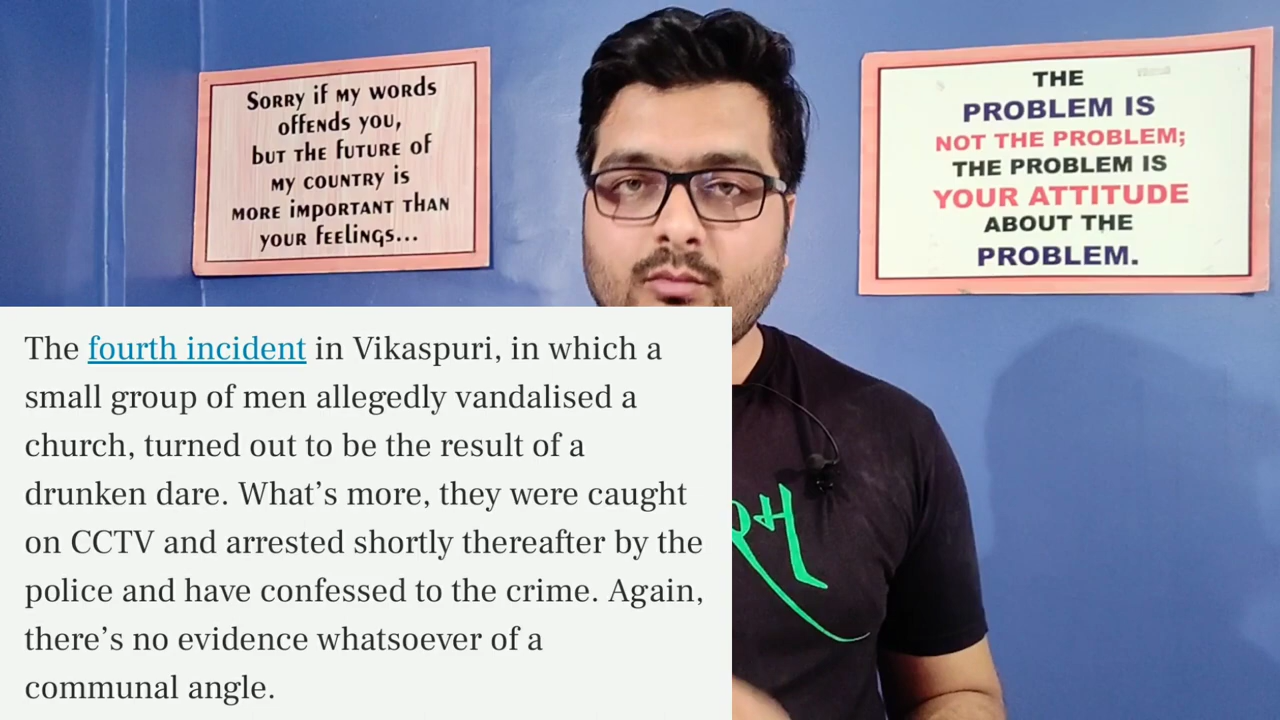 SORRY if MY WORDS
OFFENDS YOU,
BUT THE FUTURE OF
MY COUNTRY IS
MORE IMPORTANT THAN
YOUR FEELINGS...
THE
PROBLEM IS
NOT THE PROBLEM;
THE PROBLEM IS
YOUR ATTITUDE
ABOUT THE
PROBLEM.
The fourth incident in Vikaspuri, in which a
small group of men allegedly vandalised a
church, turned out to be the result of a
drunken dare. What’s more, they were caught
on CCTV and arrested shortly thereafter by the
police and have confessed to the crime. Again,
there’s no evidence whatsoever of a
communal angle.